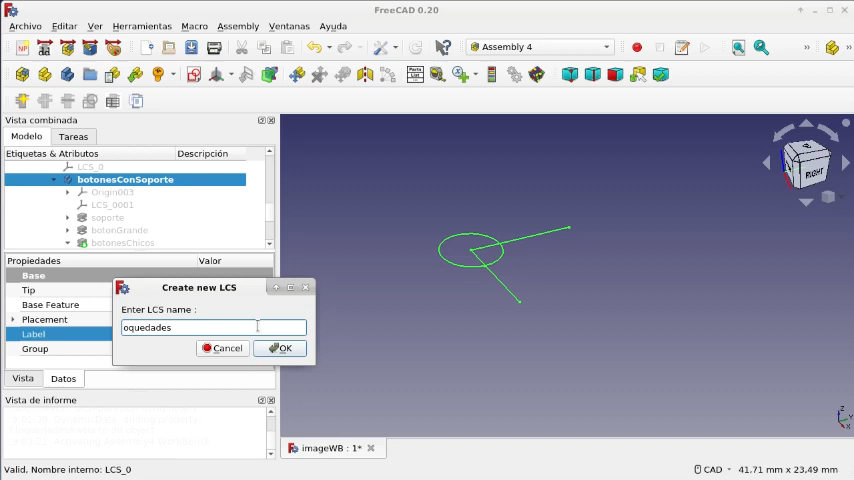 FreeCAD 0.20
Archivo Editar Ver Herramientas Macro Assembly Ventanas Ayuda
Assembly 4
Vista combinada
Modelo Tareas
Etiquetas & Atributos Descripción
LCS_0
botonesConSoporte
Origin003
LCS_0001
soporte
botonGrande
botonesChicos
Propiedades Valor
Base
Tip
Base Feature
Placement
Label
Group
Create new LCS
Enter LCS name :
oquedades
Cancel OK
Vista Datos
Vista de informe
RIGHT
Z
Y
X
imageWB : 1*
Valid, Nombre interno: LCS_0
CAD
41,71 mm x 23,49 mm